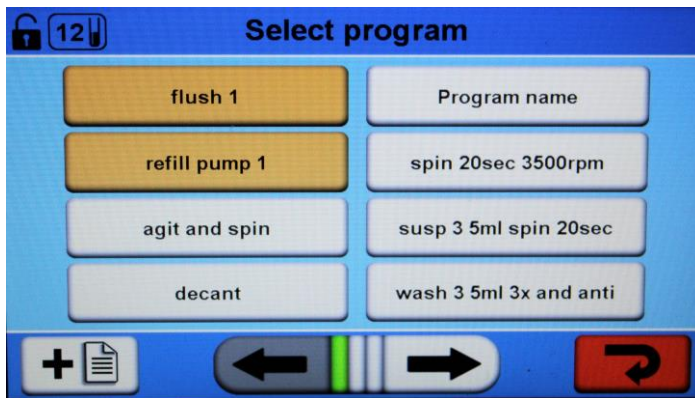 12
Select program
flush 1
Program name
refill pump 1
spin 20sec 3500rpm
agit and spin
susp 3 5ml spin 20sec
decant
wash 3 5ml 3x and anti